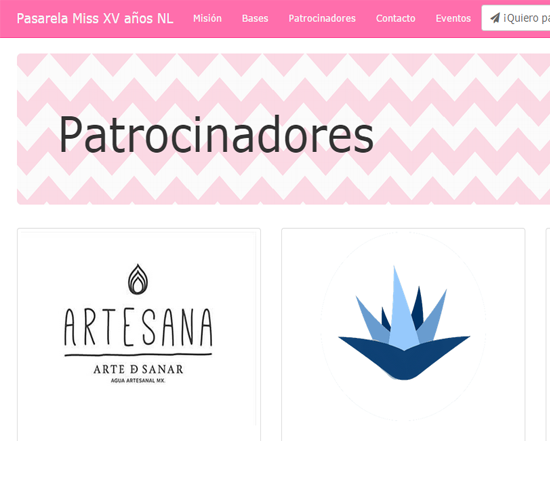 Pasarela Miss XV años NL Misión Bases Patrocinadores Contacto Eventos ¡Quiero
Patrocinadores
ARTESANA
ARTE D SANAR
AGUA ARTESANAL MX.